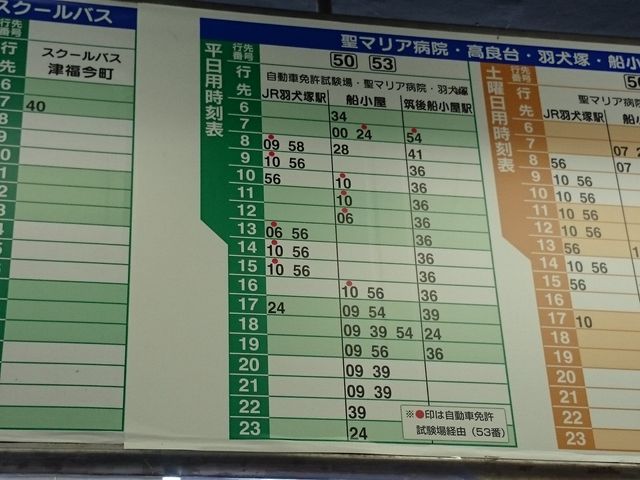 スクールバス
行先番号
行先
スクールバス
津福今町
7 40
聖マリア病院・高良台・羽犬塚・船小
平日用時刻表
行先番号
50 53
行先
自動車免許試験場・聖マリア病院・羽犬塚
JR羽犬塚駅 船小屋 筑後船小屋駅
6 34
7 00 ●24 ●54
8 ●09 58 28 41
9 ●10 56 36
10 56 ●10 36
11 ●10 36
12 ●06 36
13 ●06 56 36
14 ●10 56 36
15 ●10 56 36
16 ●10 56 36
17 24 09 54 39
18 09 39 54 24
19 09 56 36
20 09 39
21 09 39
22 39
23 24
※●印は自動車免許
試験場経由(53番)
土曜日用時刻表
行先番号
行先
聖マリア病
JR羽犬塚駅 船小
6
7 07
8 56 07
9 10 56
10 10 56
11 10 56
12 10 56
13 56
14 10 56
15 56
16
17 10
18
19
20
21
22
23